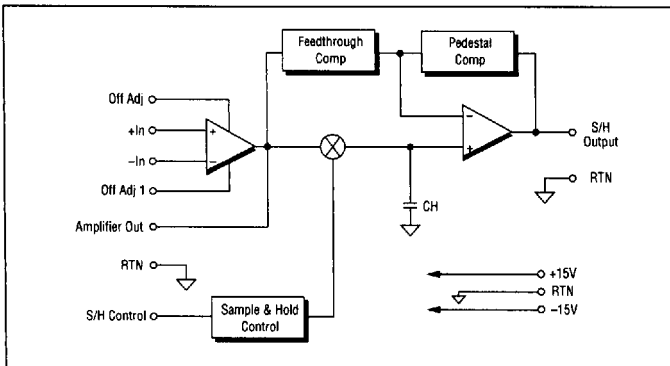 Feedthrough
Comp
Pedestal
Comp
Off Adj
+In
–In
Off Adj 1
Amplifier Out
RTN
S/H Control
Sample & Hold
Control
+
–
–
+
CH
S/H
Output
RTN
+15V
RTN
–15V